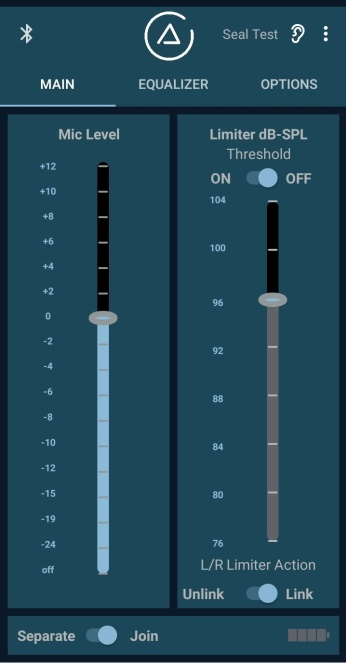 Seal Test
MAIN
EQUALIZER
OPTIONS
Mic Level
+12
+10
+8
+6
+4
+2
0
-2
-4
-6
-8
-10
-12
-15
-19
-24
off
Limiter dB-SPL
Threshold
ON OFF
104
100
96
92
88
84
80
76
L/R Limiter Action
Unlink Link
Separate Join